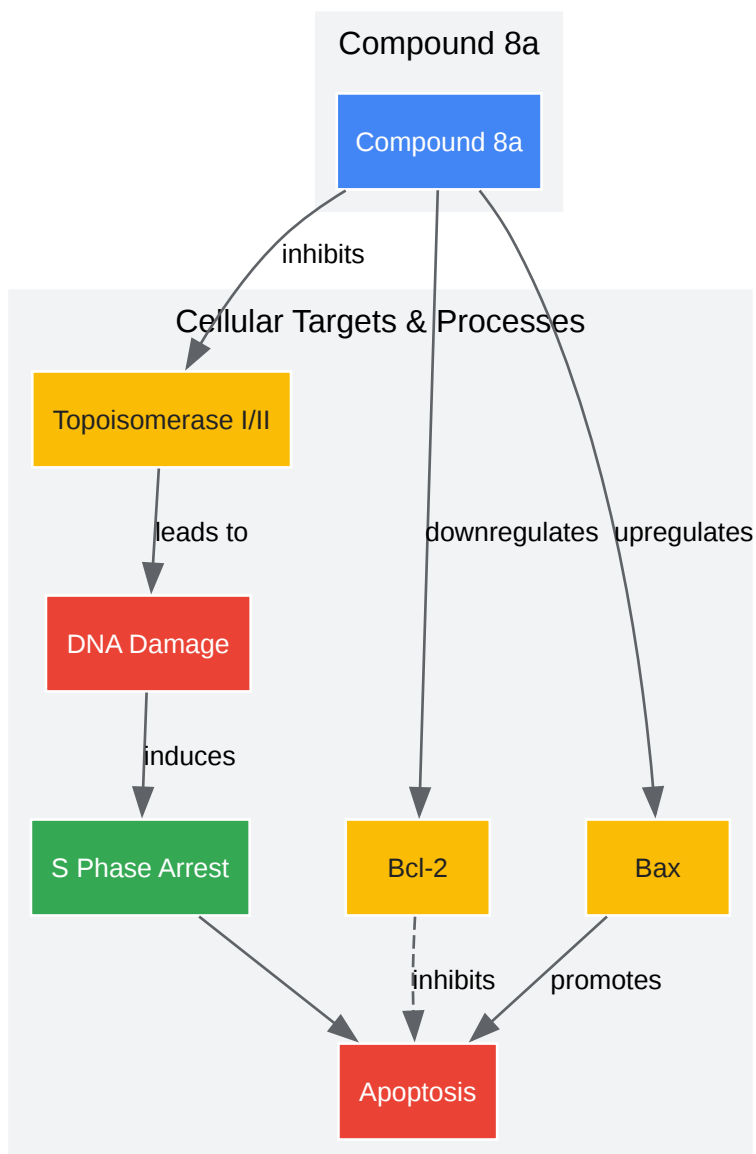 Compound 8a
Compound 8a
inhibits
Cellular Targets & Processes
Topoisomerase I/II
leads to
downregulates
upregulates
DNA Damage
induces
S Phase Arrest
Bcl-2
Bax
inhibits
promotes
Apoptosis